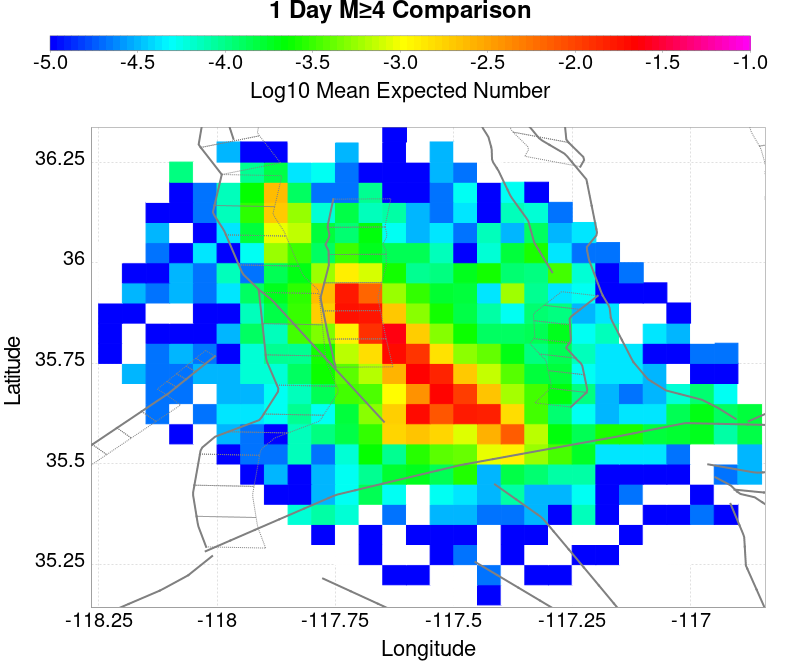 1 Day M≥4 Comparison
-5.0 -4.5 -4.0 -3.5 -3.0 -2.5 -2.0 -1.5 -1.0
Log10 Mean Expected Number
36.25
36
35.75
35.5
35.25
Latitude
-118.25 -118 -117.75 -117.5 -117.25 -117
Longitude